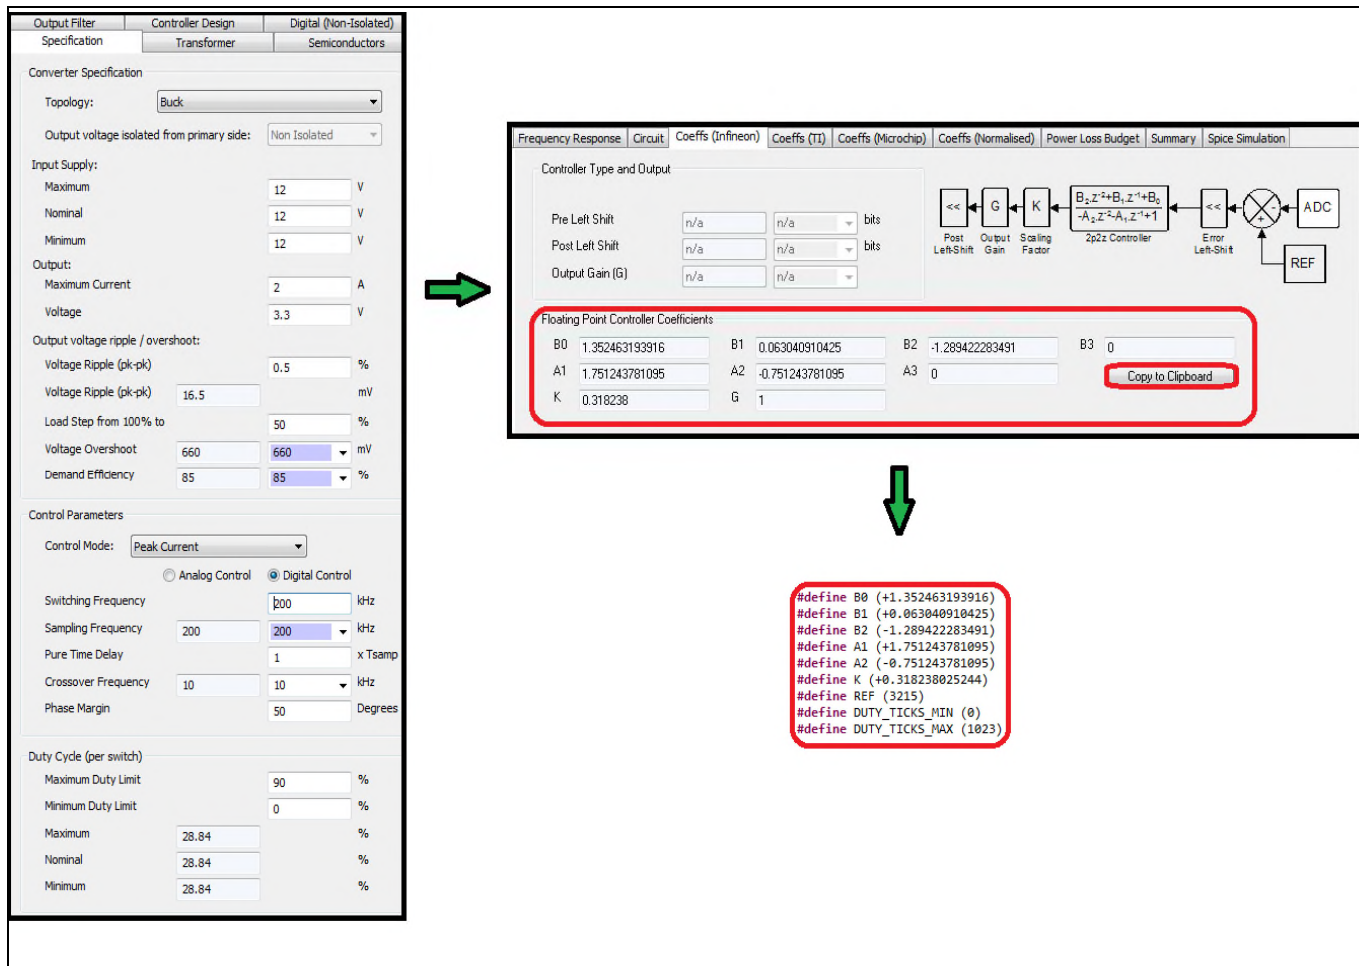 Output Filter Controller Design Digital (Non-Isolated)
Specification Transformer Semiconductors
Converter Specification
Topology: Buck
Output voltage isolated from primary side: Non Isolated
Input Supply:
Maximum 12 V
Nominal 12 V
Minimum 12 V
Output:
Maximum Current 2 A
Voltage 3.3 V
Output voltage ripple / overshoot:
Voltage Ripple (pk-pk) 0.5 %
Voltage Ripple (pk-pk) 16.5 mV
Load Step from 100% to 50 %
Voltage Overshoot 660 660 mV
Demand Efficiency 85 85 %
Control Parameters
Control Mode: Peak Current
Analog Control Digital Control
Switching Frequency 200 kHz
Sampling Frequency 200 200 kHz
Pure Time Delay 1 x Tsamp
Crossover Frequency 10 10 kHz
Phase Margin 50 Degrees
Duty Cycle (per switch)
Maximum Duty Limit 90 %
Minimum Duty Limit 0 %
Maximum 28.84 %
Nominal 28.84 %
Minimum 28.84 %
Frequency Response Circuit Coeffs (Infineon) Coeffs (TI) Coeffs (Microchip) Coeffs (Normalised) Power Loss Budget Summary Spice Simulation
Controller Type and Output
Pre Left Shift n/a n/a bits
Post Left Shift n/a n/a bits
Output Gain (G) n/a n/a
<< G K B2.z-2+B1.z-1+B0 << + - ADC
-A2.z-2-A1.z-1+1
Post Left-Shift Output Gain Scaling Factor 2p2z Controller Error Left-Shift
REF
Floating Point Controller Coefficients
B0 1.352463193916 B1 0.063040910425 B2 -1.289422283491 B3 0
A1 1.751243781095 A2 -0.751243781095 A3 0 Copy to Clipboard
K 0.318238 G 1
#define B0 (+1.352463193916)
#define B1 (+0.063040910425)
#define B2 (-1.289422283491)
#define A1 (+1.751243781095)
#define A2 (-0.751243781095)
#define K (+0.318238025244)
#define REF (3215)
#define DUTY_TICKS_MIN (0)
#define DUTY_TICKS_MAX (1023)